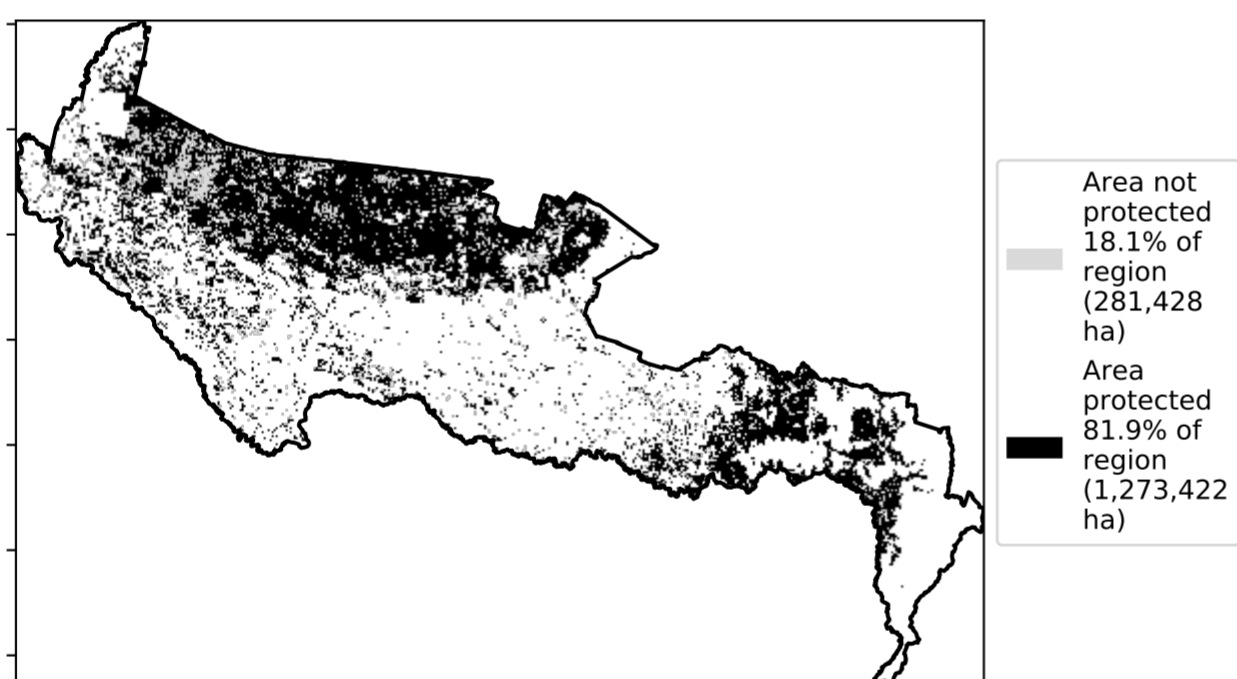 Area not
protected
18.1% of
region
(281,428
ha)
Area
protected
81.9% of
region
(1,273,422
ha)